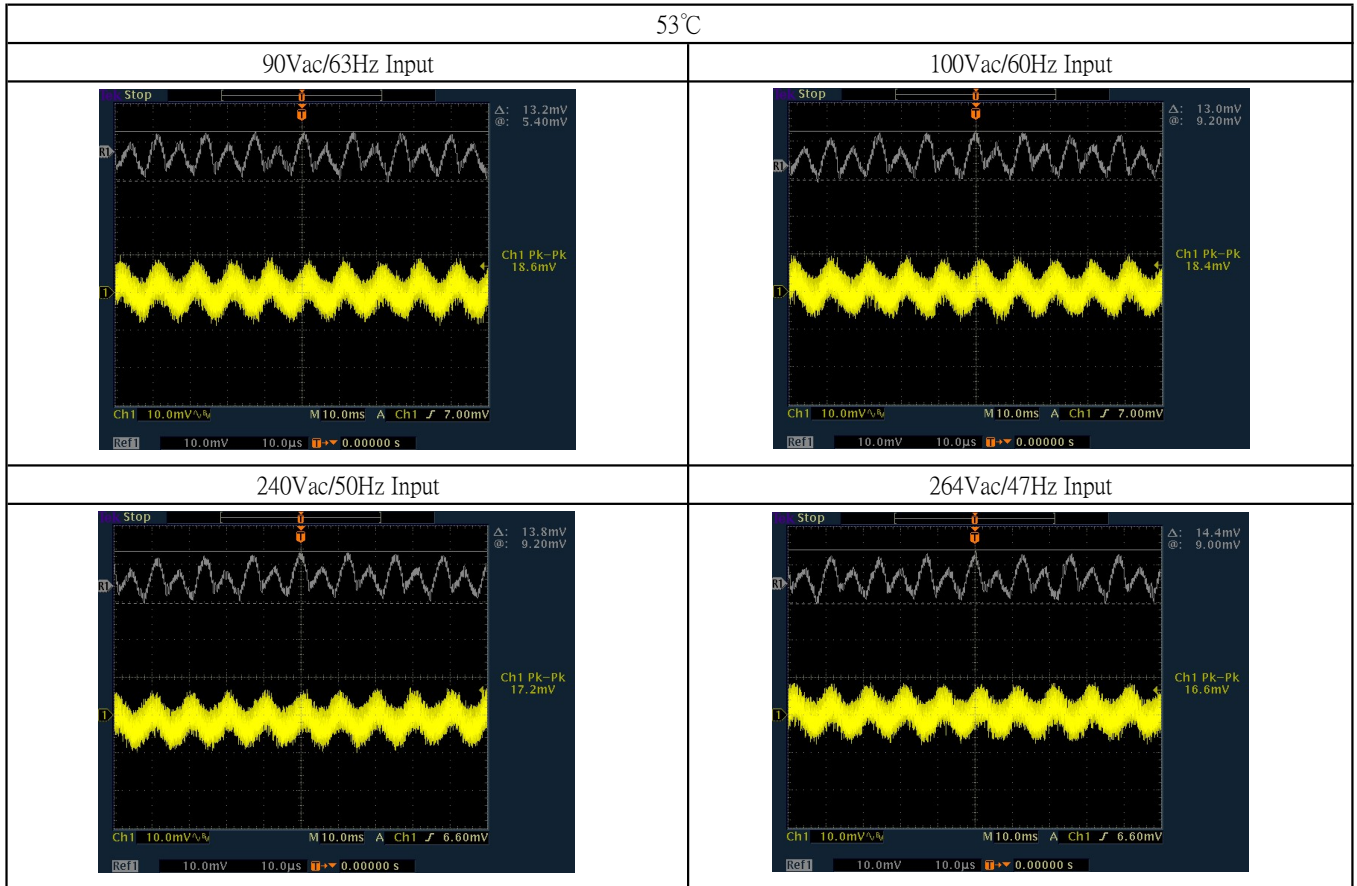 53℃
90Vac/63Hz Input
100Vac/60Hz Input
Stop
Δ: 13.2mV
@: 5.40mV
R1
Ch1 Pk-Pk
18.6mV
1
Ch1 10.0mV
M10.0ms A Ch1 7.00mV
Ref1 10.0mV 10.0μs T 0.00000 s
Stop
Δ: 13.0mV
@: 9.20mV
R1
Ch1 Pk-Pk
18.4mV
1
Ch1 10.0mV
M10.0ms A Ch1 7.00mV
Ref1 10.0mV 10.0μs T 0.00000 s
240Vac/50Hz Input
264Vac/47Hz Input
Stop
Δ: 13.8mV
@: 9.20mV
R1
Ch1 Pk-Pk
17.2mV
1
Ch1 10.0mV
M10.0ms A Ch1 6.60mV
Ref1 10.0mV 10.0μs T 0.00000 s
Stop
Δ: 14.4mV
@: 9.00mV
R1
Ch1 Pk-Pk
16.6mV
1
Ch1 10.0mV
M10.0ms A Ch1 6.60mV
Ref1 10.0mV 10.0μs T 0.00000 s